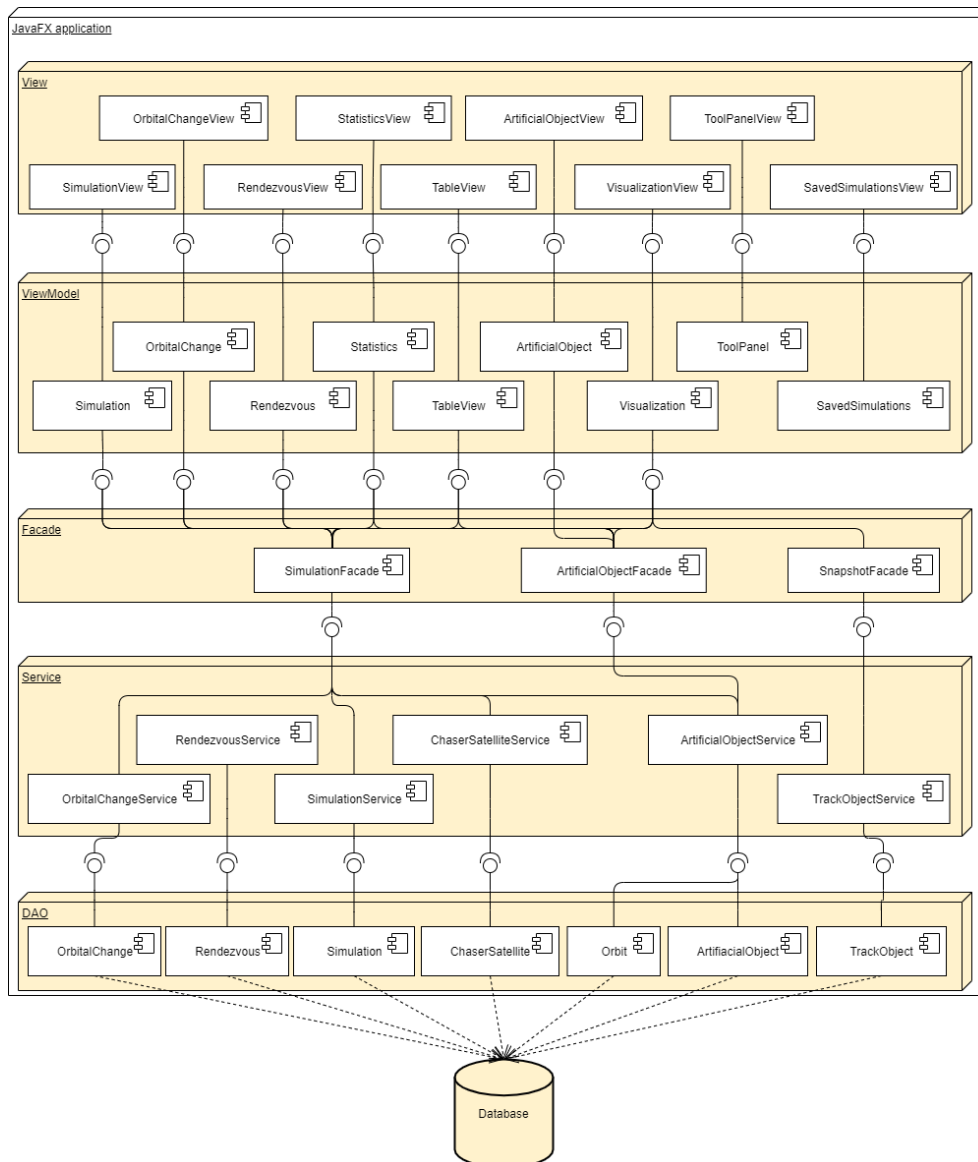 JavaFX application
View
OrbitalChangeView
StatisticsView
ArtificialObjectView
ToolPanelView
SimulationView
RendezvousView
TableView
VisualizationView
SavedSimulationsView
ViewModel
OrbitalChange
Statistics
ArtificialObject
ToolPanel
Simulation
Rendezvous
TableView
Visualization
SavedSimulations
Facade
SimulationFacade
ArtificialObjectFacade
SnapshotFacade
Service
RendezvousService
ChaserSatelliteService
ArtificialObjectService
OrbitalChangeService
SimulationService
TrackObjectService
DAO
OrbitalChange
Rendezvous
Simulation
ChaserSatellite
Orbit
ArtifiacialObject
TrackObject
Database